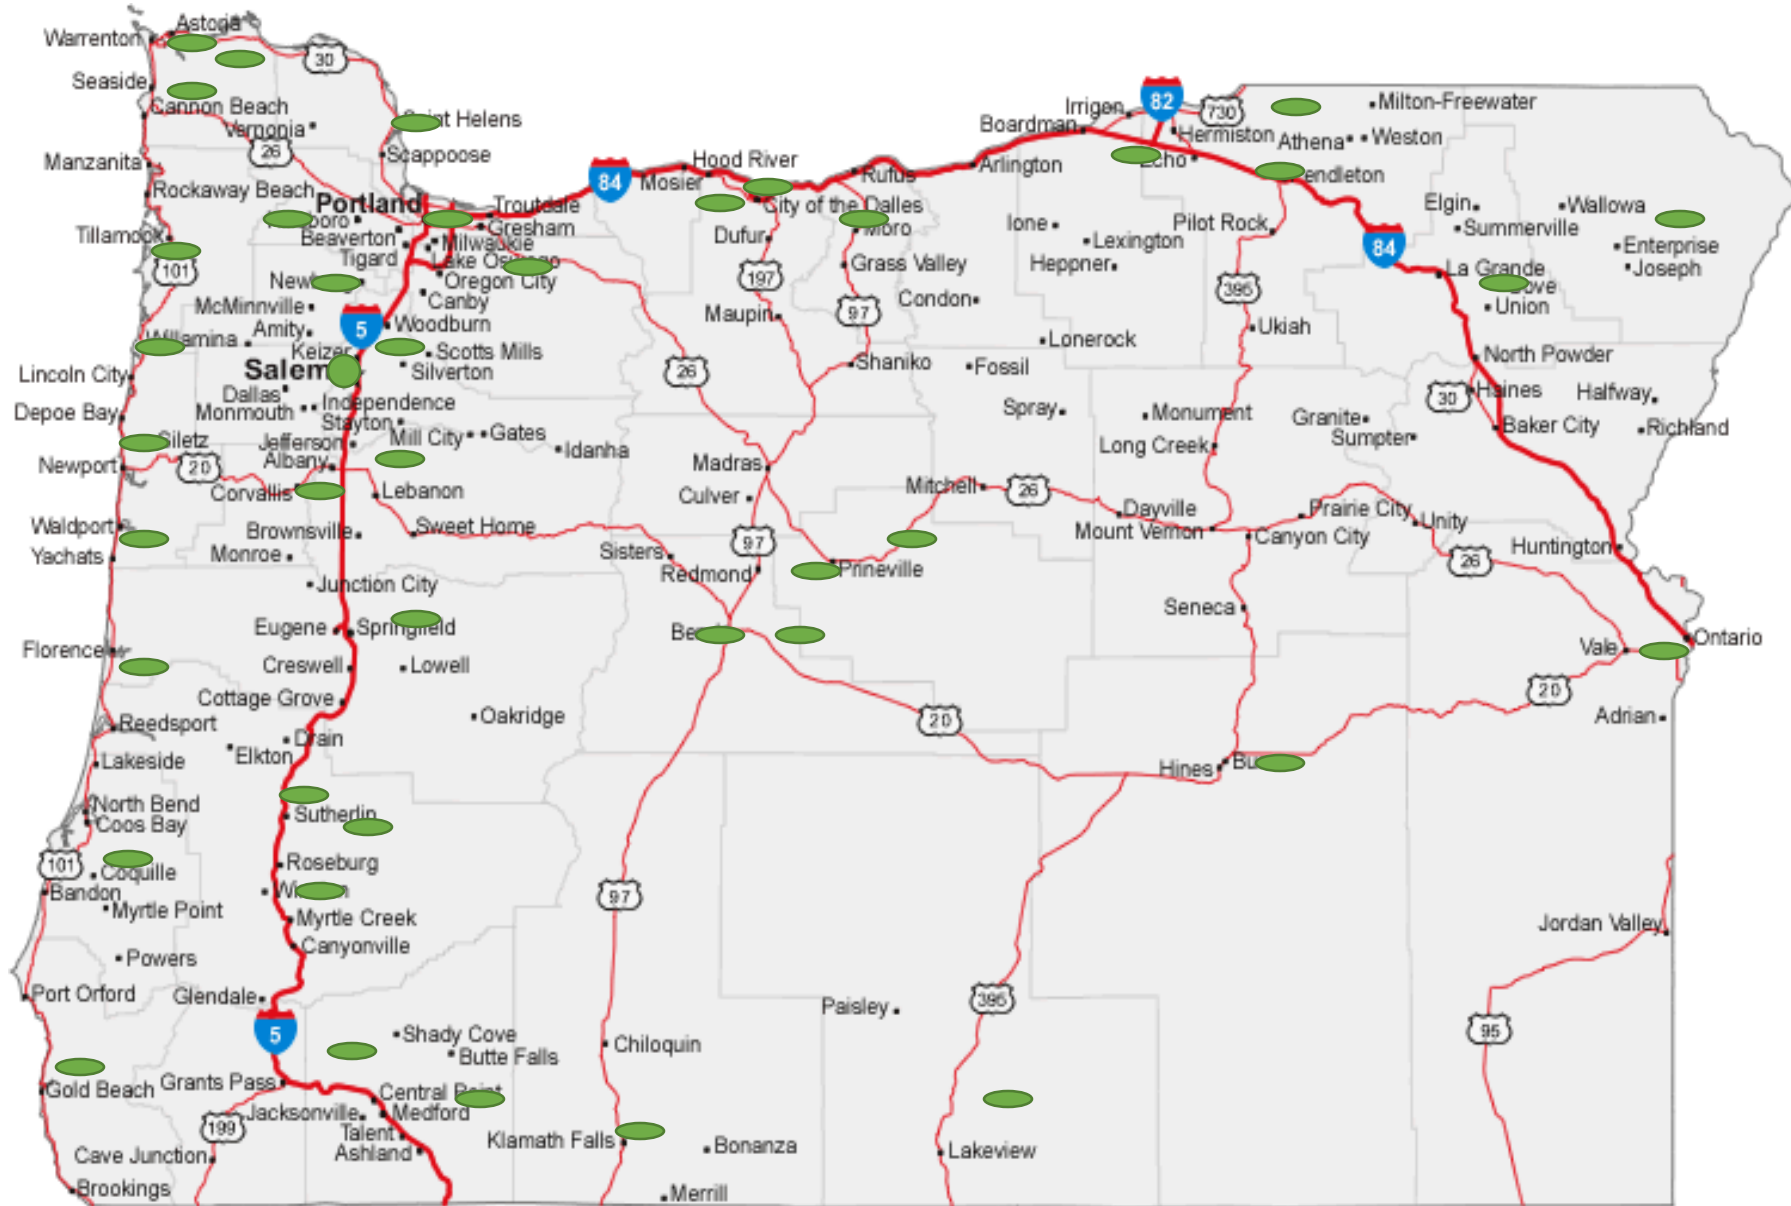 Astoria
Warrenton
30
Seaside
Cannon Beach
Saint Helens
Vernonia
26
Scappoose
Manzanita
Rockaway Beach
Portland
Troutdale
Gresham
Beaverton
Milwaukie
Tillamook
Tigard
Lake Oswego
101
Oregon City
Canby
McMinnville
Amity
5
Woodburn
Keizer
Scotts Mills
Silverton
Salem
Lincoln City
Dallas
Independence
Monmouth
Depoe Bay
Stayton
Mill City
Gates
Siletz
Jefferson
Idanha
Albany
Newport
20
Corvallis
Lebanon
Waldport
Brownsville
Sweet Home
Yachats
Monroe
Junction City
Eugene
Springfield
Florence
Creswell
Lowell
Cottage Grove
Reedsport
Oakridge
Drain
Elkton
Lakeside
North Bend
Coos Bay
Sutherlin
101
Coquille
Roseburg
Bandon
Myrtle Point
Myrtle Creek
Canyonville
Powers
Port Orford
Glendale
5
Shady Cove
Butte Falls
Gold Beach
Grants Pass
Central Point
Jacksonville
Medford
199
Talent
Ashland
Cave Junction
Brookings
84
Hood River
Mosier
City of the Dalles
Rufus
Arlington
Dufur
Moro
197
Grass Valley
97
Maupin
Shaniko
26
Condon
Fossil
Lonerock
Madras
Culver
97
Sisters
Redmond
Prineville
Mitchell
26
20
97
Chiloquin
Klamath Falls
Bonanza
Merrill
Paisley
395
Lakeview
82
730
Irrigon
Boardman
Hermiston
Echo
Milton-Freewater
Athena
Weston
Pendleton
Ione
Lexington
Heppner
Pilot Rock
395
Ukiah
Elgin
Summerville
Wallowa
Enterprise
Joseph
84
La Grande
Union
North Powder
30
Haines
Halfway
Baker City
Richland
Spray
Monument
Long Creek
Granite
Sumpter
Dayville
Mount Vernon
Prairie City
Canyon City
Unity
26
Huntington
Seneca
Vale
Ontario
20
Adrian
Hines
Jordan Valley
95